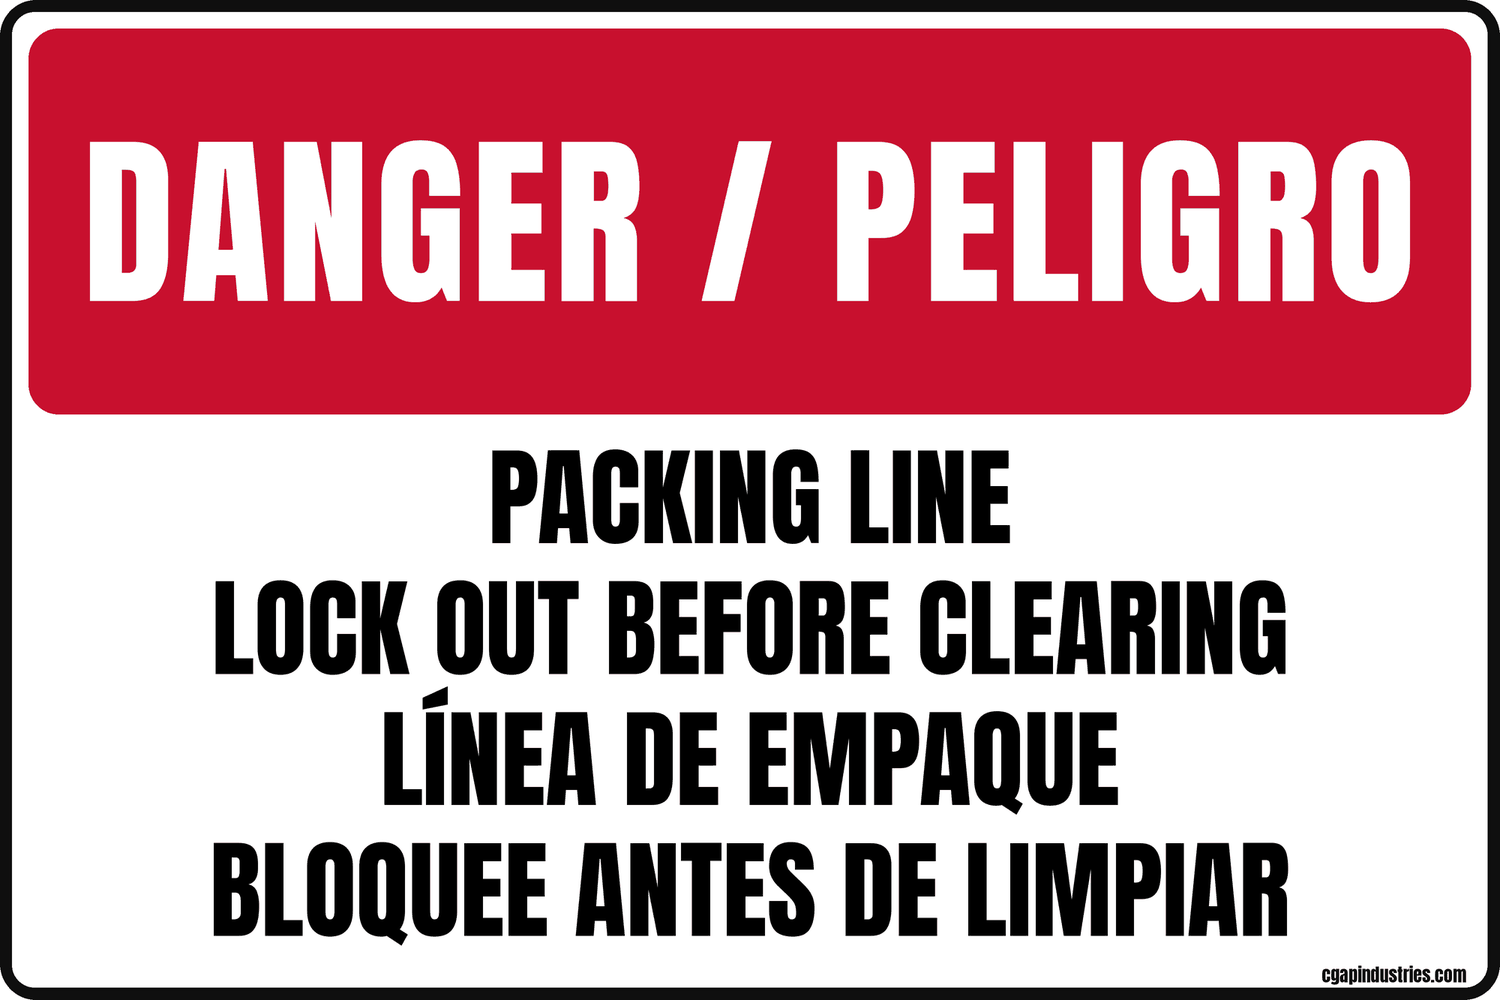 DANGER / PELIGRO
PACKING LINE
LOCK OUT BEFORE CLEARING
LÍNEA DE EMPAQUE
BLOQUEE ANTES DE LIMPIAR
cgapindustries.com